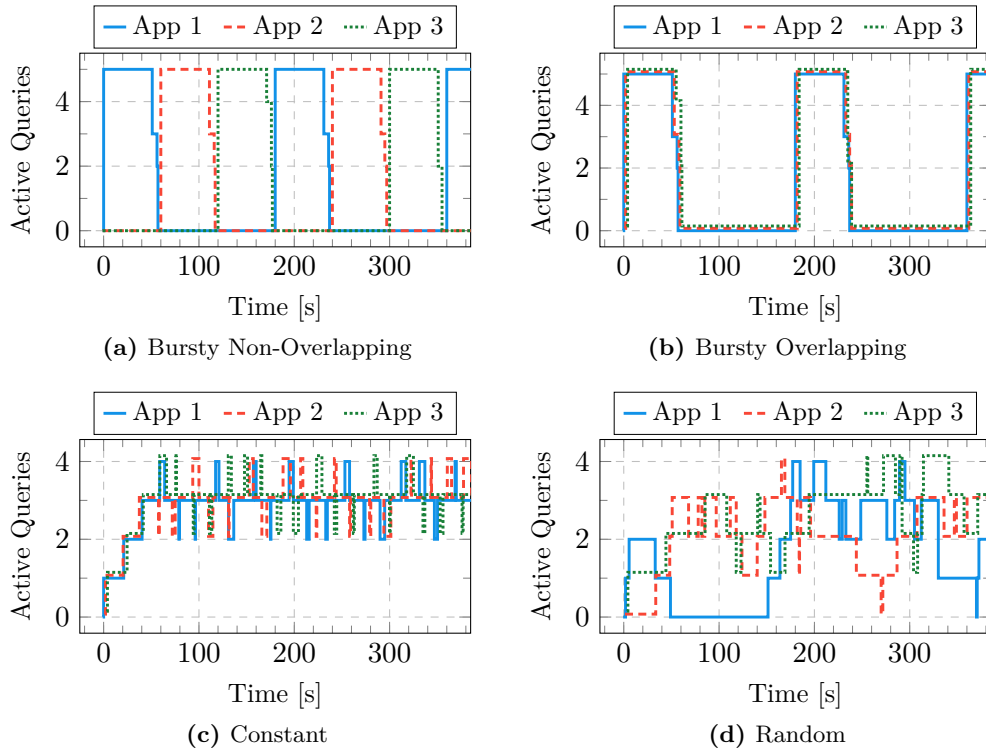 App 1 App 2 App 3
Active Queries
4
2
0
0 100 200 300
Time [s]
(a) Bursty Non-Overlapping
App 1 App 2 App 3
Active Queries
4
2
0
0 100 200 300
Time [s]
(b) Bursty Overlapping
App 1 App 2 App 3
Active Queries
4
2
0
0 100 200 300
Time [s]
(c) Constant
App 1 App 2 App 3
Active Queries
4
2
0
0 100 200 300
Time [s]
(d) Random